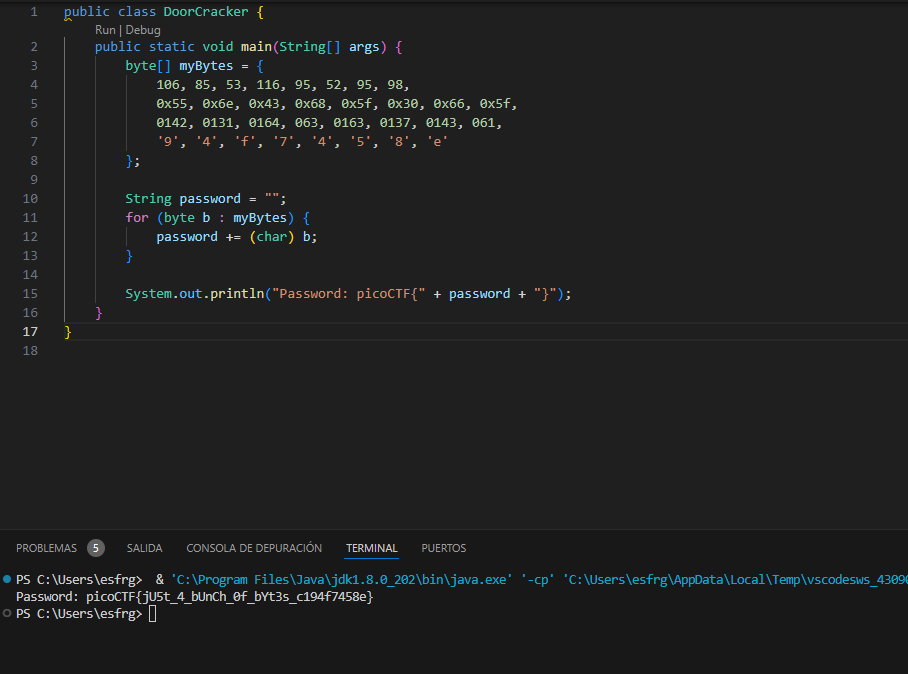 1 public class DoorCracker {
Run | Debug
2 public static void main(String[] args) {
3 byte[] myBytes = {
4 106, 85, 53, 116, 95, 52, 95, 98,
5 0x55, 0x6e, 0x43, 0x68, 0x5f, 0x30, 0x66, 0x5f,
6 0142, 0131, 0164, 063, 0163, 0137, 0143, 061,
7 '9', '4', 'f', '7', '4', '5', '8', 'e'
8 };
9
10 String password = "";
11 for (byte b : myBytes) {
12 password += (char) b;
13 }
14
15 System.out.println("Password: picoCTF{" + password + "}");
16 }
17 }
18
PROBLEMAS 5 SALIDA CONSOLA DE DEPURACIÓN TERMINAL PUERTOS
PS C:\Users\esfrg> & 'C:\Program Files\Java\jdk1.8.0_202\bin\java.exe' '-cp' 'C:\Users\esfrg\AppData\Local\Temp\vscodesws_4309
Password: picoCTF{jU5t_4_bUnCh_0f_bYt3s_c194f7458e}
PS C:\Users\esfrg>